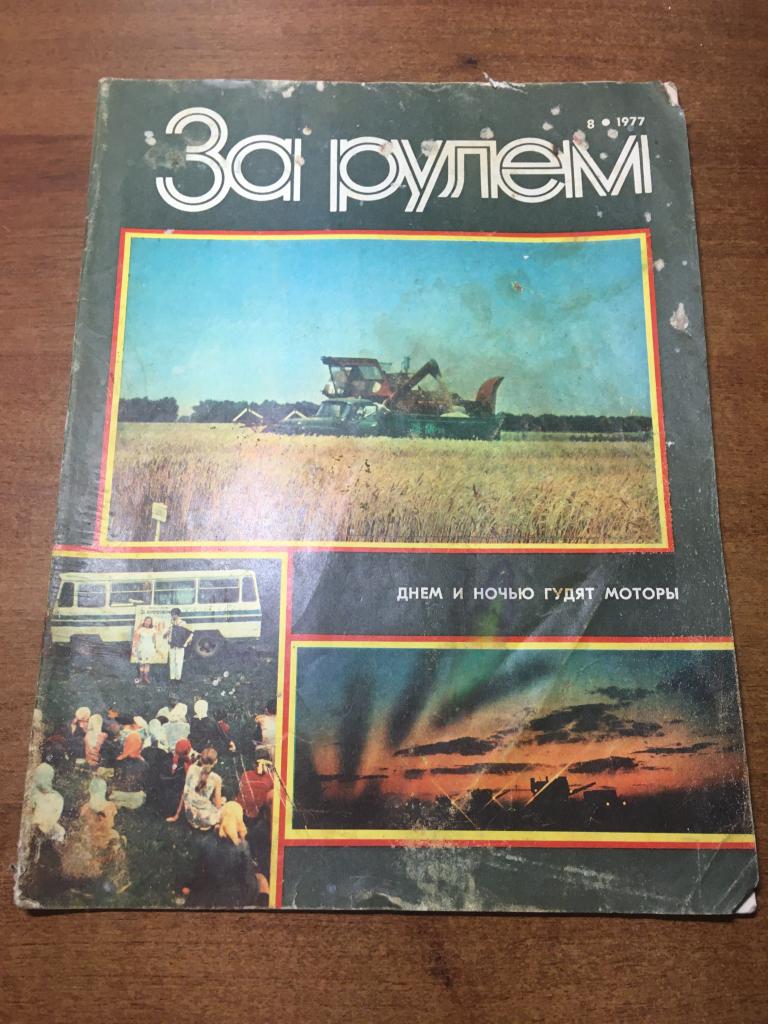 8 • 1977
За рулем
ДНЕМ И НОЧЬЮ ГУДЯТ МОТОРЫ